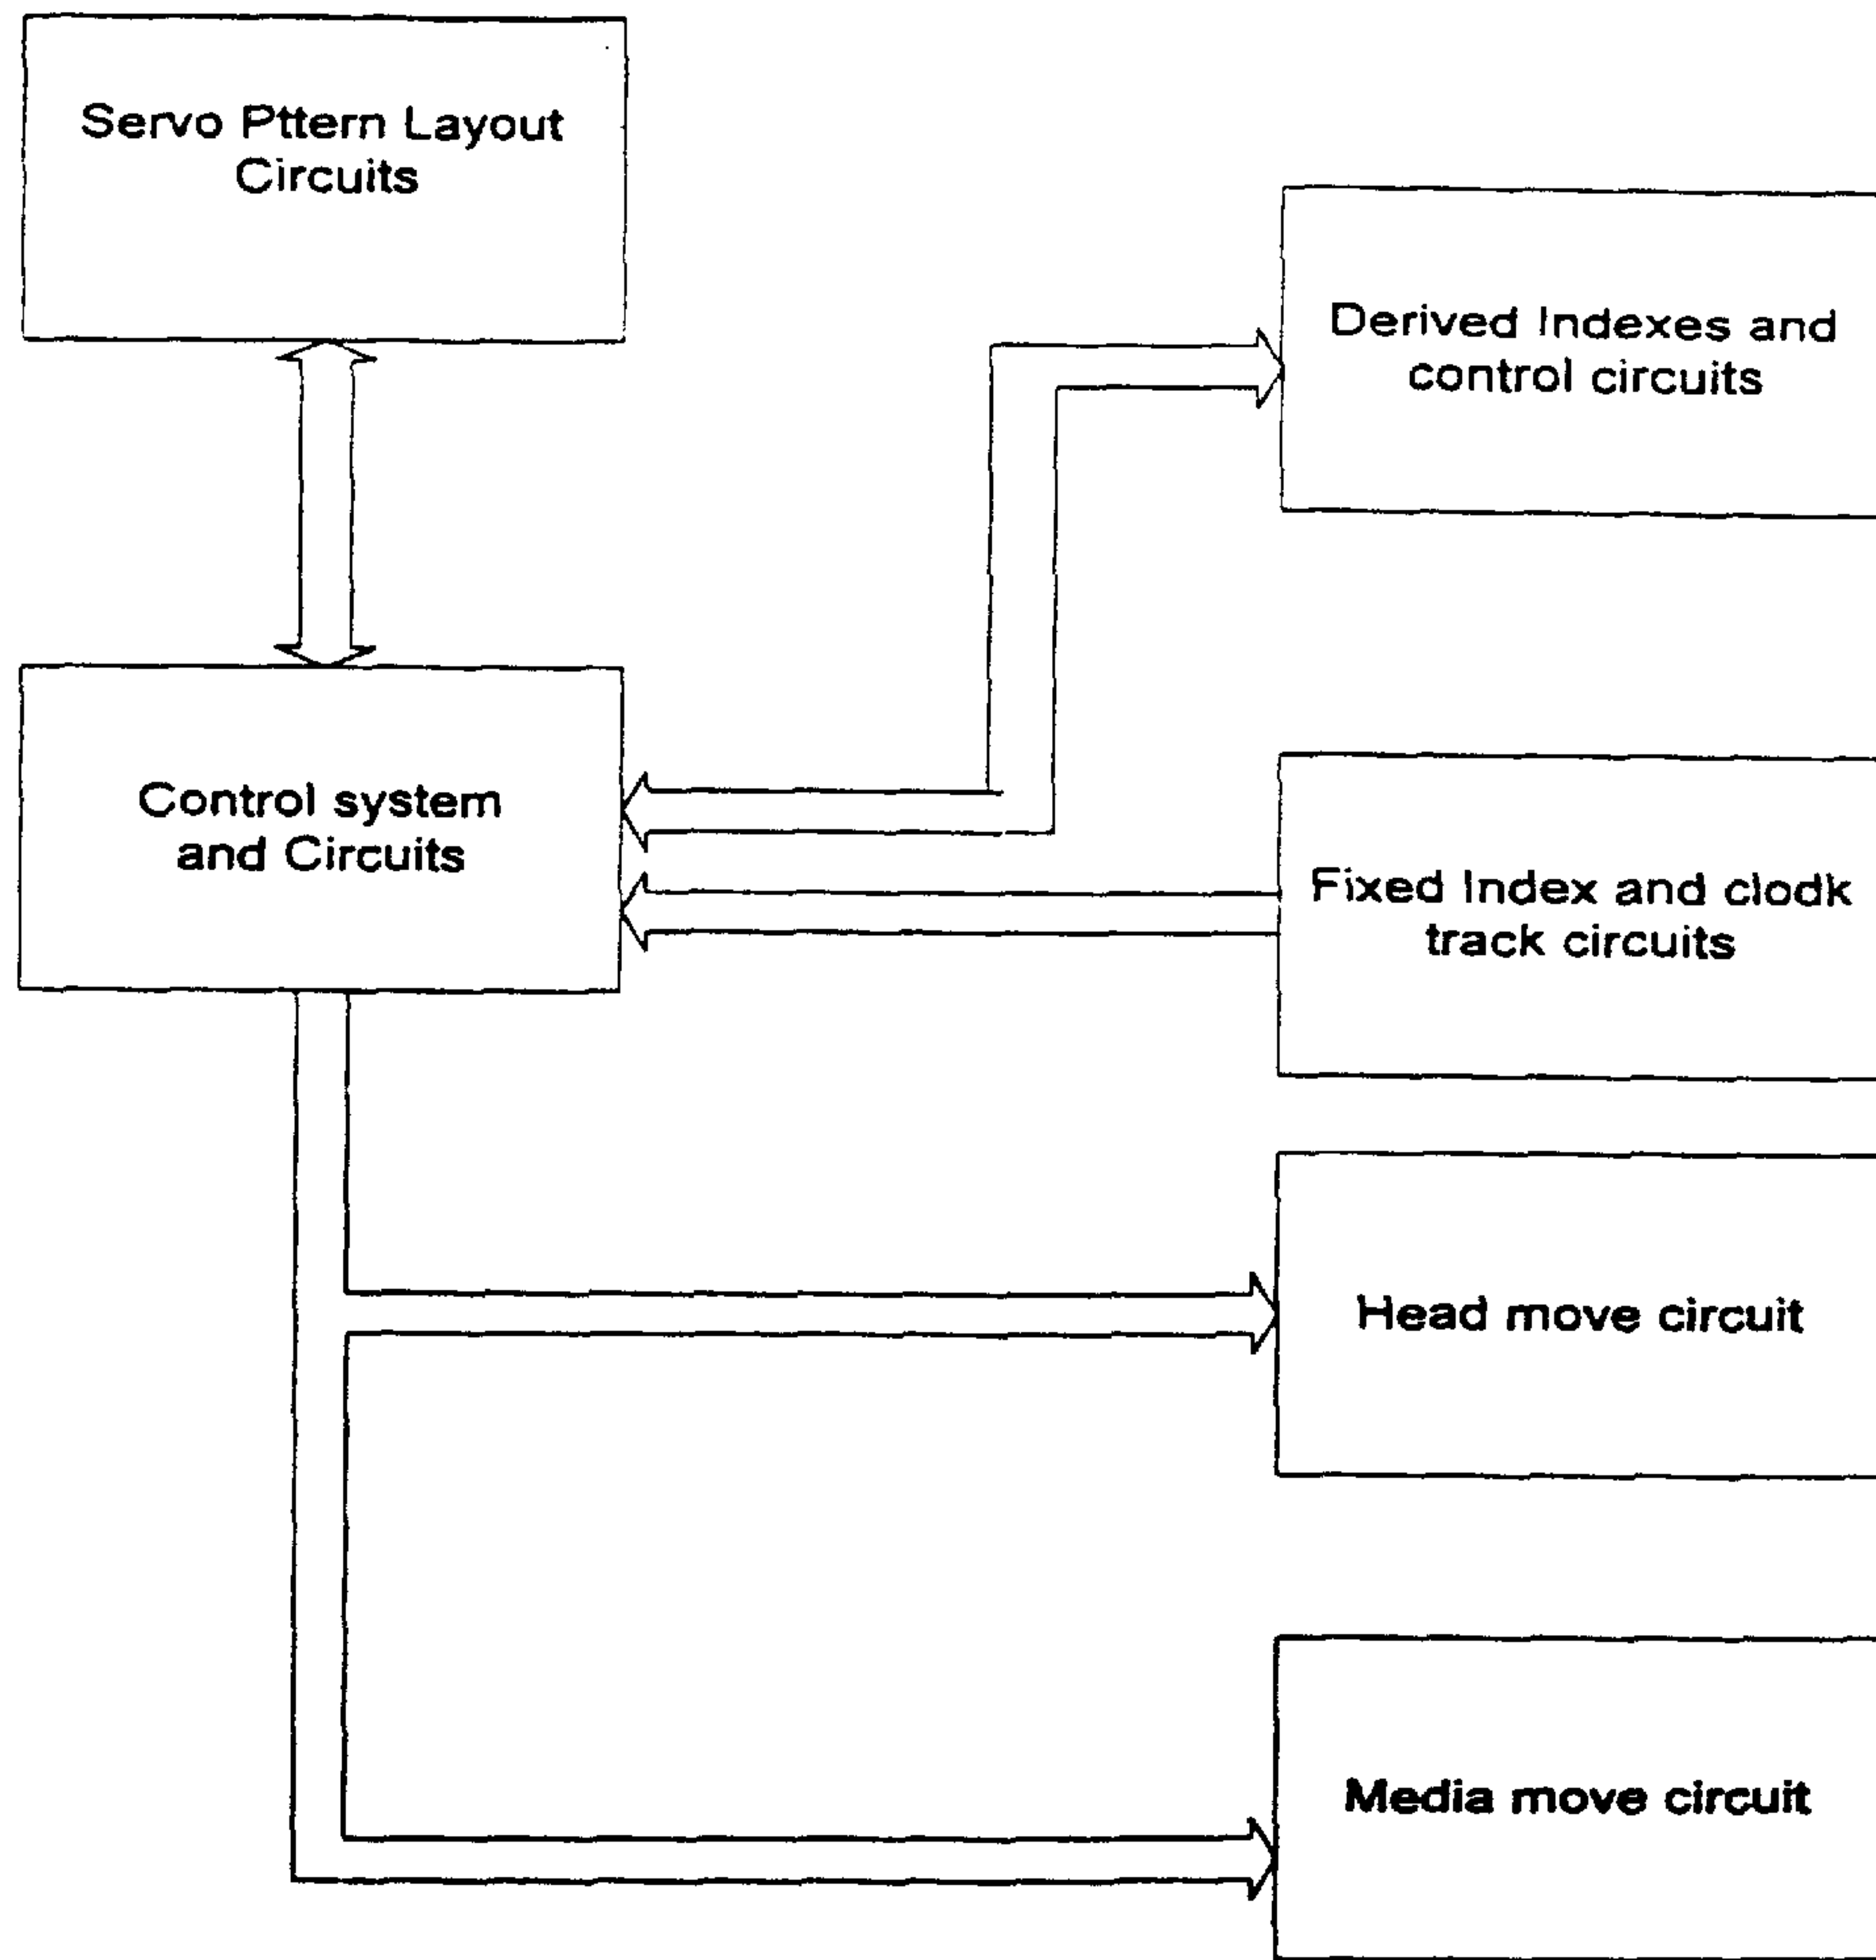 Servo Pttern Layout
Circuits
Derived Indexes and
control circuits
Control system
and Circuits
Fixed Index and clodk
track circuits
Head move circuit
Media move circuit